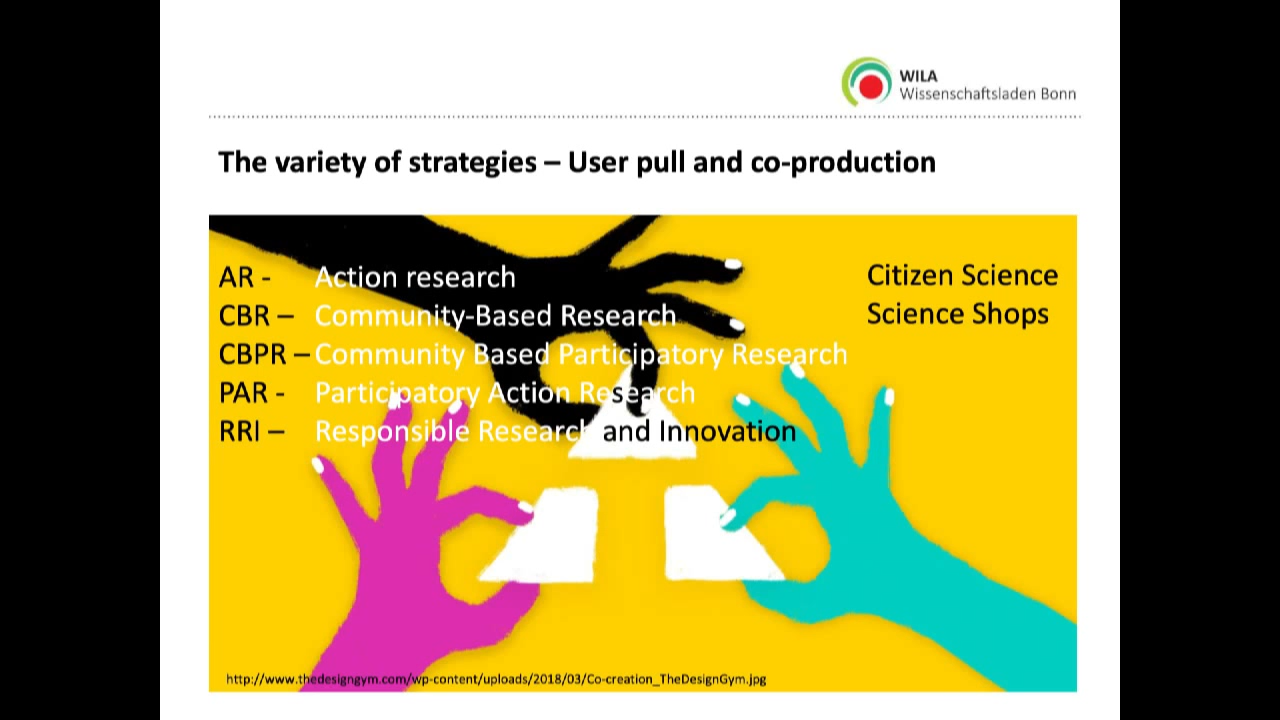 WILA
Wissenschaftsladen Bonn
The variety of strategies – User pull and co-production
AR - Action research
CBR – Community-Based Research
CBPR – Community Based Participatory Research
PAR - Participatory Action Research
RRI – Responsible Research and Innovation
Citizen Science
Science Shops
http://www.thedesigngym.com/wp-content/uploads/2018/03/Co-creation_TheDesignGym.jpg